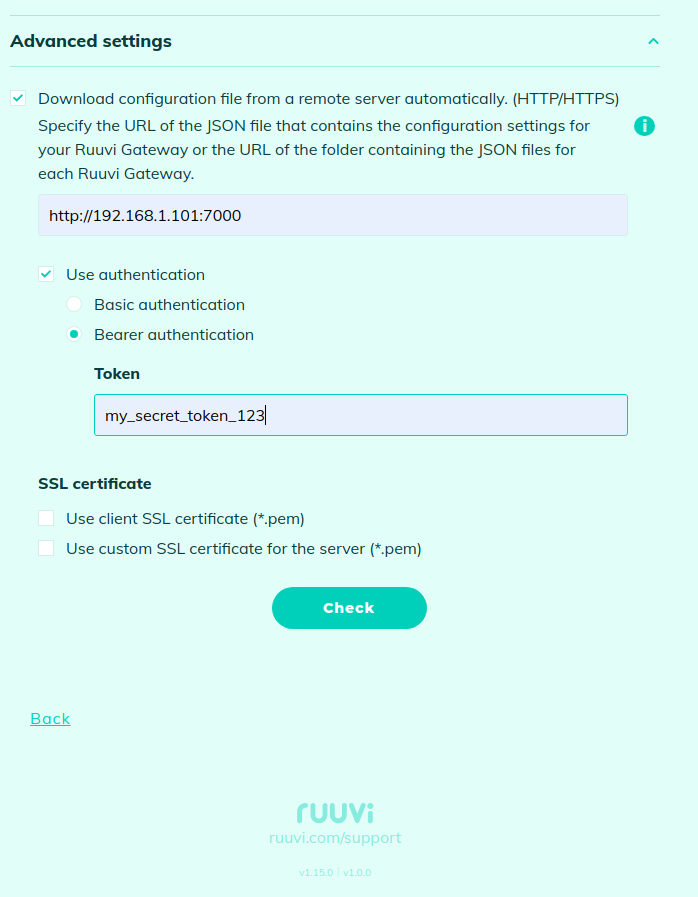 Advanced settings
Download configuration file from a remote server automatically. (HTTP/HTTPS)
Specify the URL of the JSON file that contains the configuration settings for
your Ruuvi Gateway or the URL of the folder containing the JSON files for
each Ruuvi Gateway.
http://192.168.1.101:7000
Use authentication
Basic authentication
Bearer authentication
Token
my_secret_token_123
SSL certificate
Use client SSL certificate (*.pem)
Use custom SSL certificate for the server (*.pem)
Check
Back
ruuvi
ruuvi.com/support
v1.15.0 | v1.0.0